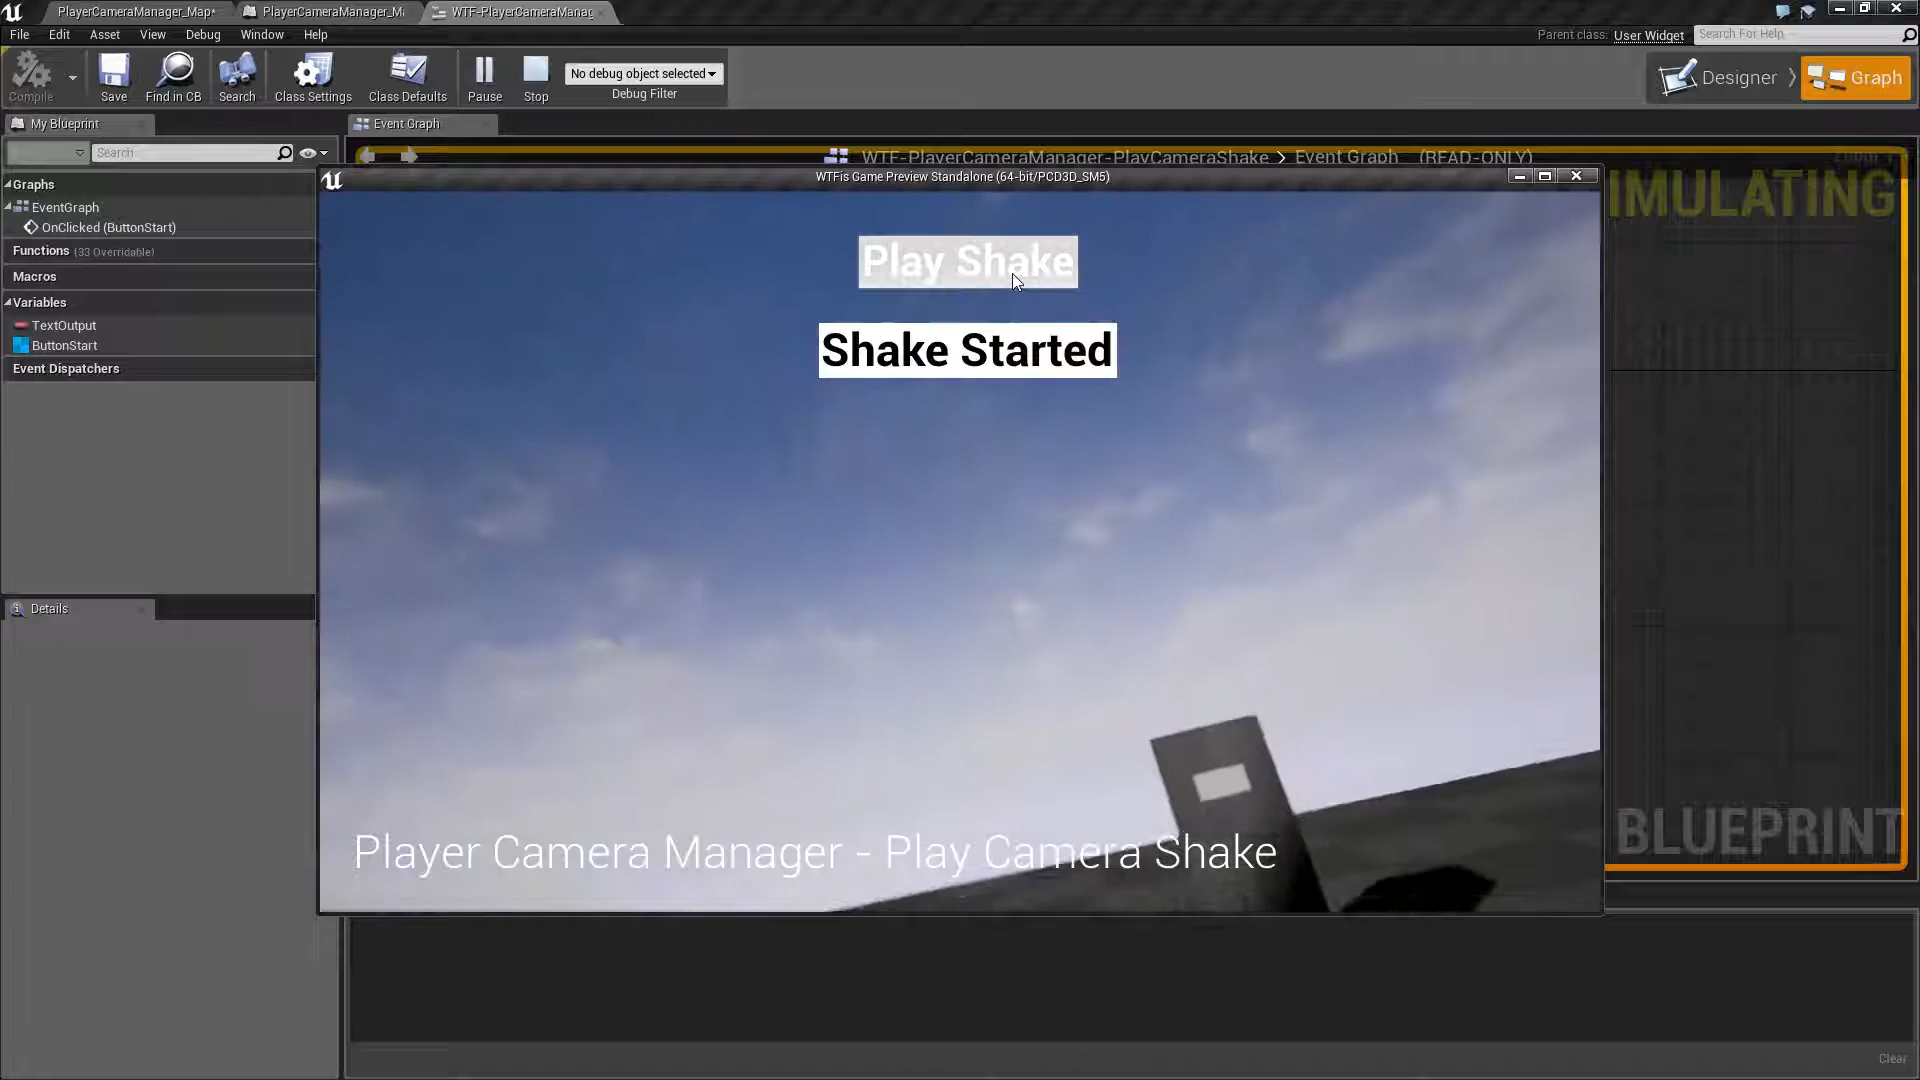 PlayerCameraManager_Map*
PlayerCameraManager_Ma
WTF-PlayerCameraManag
File Edit Asset View Debug Window Help
Parent class: User Widget
Search For Help
Compile
Save
Find in CB
Search
Class Settings
Class Defaults
Pause
Stop
No debug object selected
Debug Filter
Designer
Graph
My Blueprint
Event Graph
Search
WTF-PlayerCameraManager-PlayCameraShake > Event Graph (READ-ONLY)
WTFis Game Preview Standalone (64-bit/PCD3D_SM5)
Graphs
EventGraph
OnClicked (ButtonStart)
Functions (33 Overridable)
Macros
Variables
TextOutput
ButtonStart
Event Dispatchers
Details
IMULATING
Play Shake
Shake Started
Player Camera Manager - Play Camera Shake
BLUEPRINT
Clear